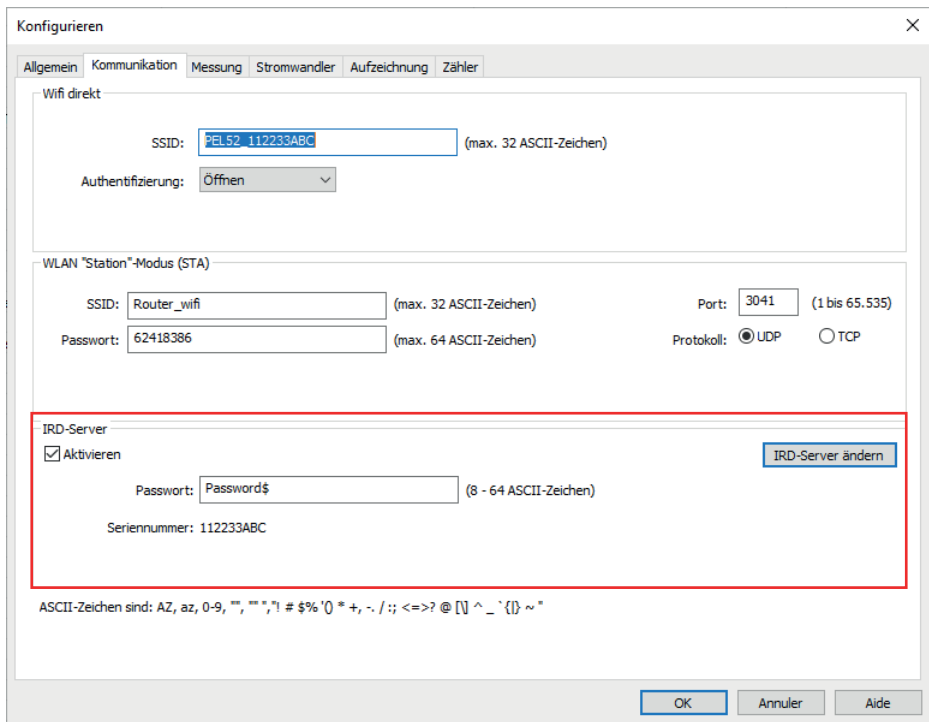 Konfigurieren
Allgemein Kommunikation Messung Stromwandler Aufzeichnung Zähler
Wifi direkt
SSID: PEL52_112233ABC (max. 32 ASCII-Zeichen)
Authentifizierung: Öffnen
WLAN "Station"-Modus (STA)
SSID: Router_wifi (max. 32 ASCII-Zeichen) Port: 3041 (1 bis 65.535)
Passwort: 62418386 (max. 64 ASCII-Zeichen) Protokoll: UDP TCP
IRD-Server
Aktivieren IRD-Server ändern
Passwort: Password$ (8 - 64 ASCII-Zeichen)
Seriennummer: 112233ABC
ASCII-Zeichen sind: AZ, az, 0-9, "", "" ","! # $% '() * +, -. / :; <=>? @ [\] ^ _ `{|} ~ "
OK Annuler Aide